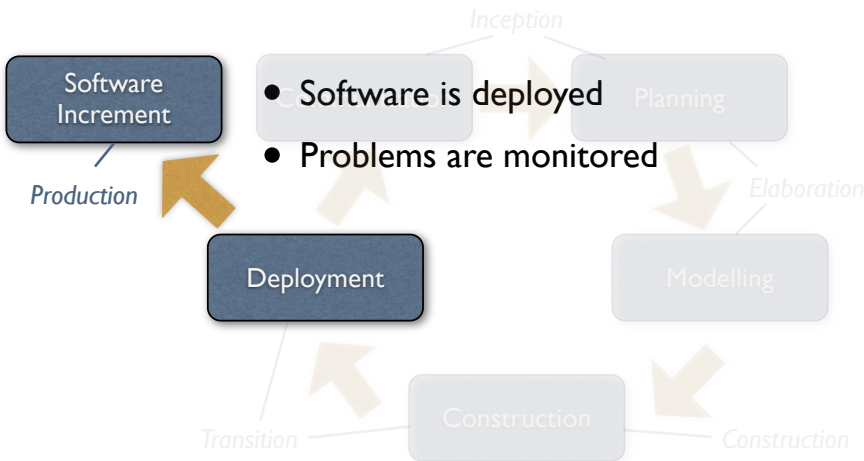 Inception
Software
Increment
• Software is deployed
Planning
• Problems are monitored
Production
Elaboration
Deployment
Modelling
Construction
Transition
Construction